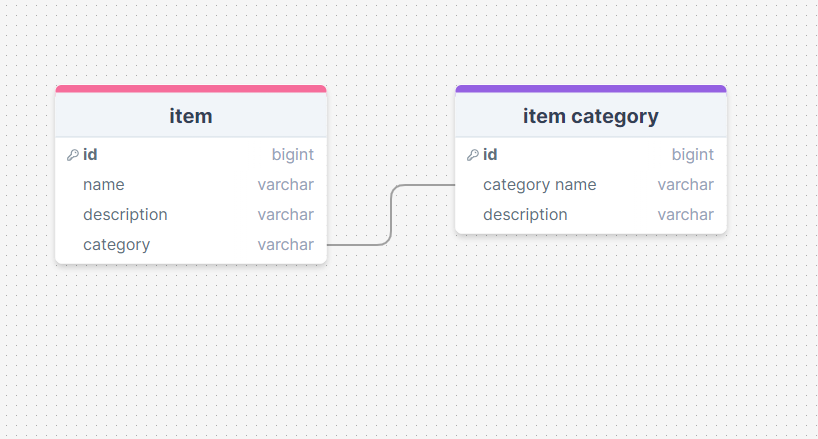 item
id bigint
name varchar
description varchar
category varchar
item category
id bigint
category name varchar
description varchar